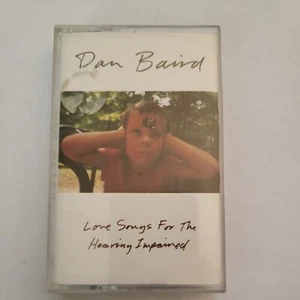 Dan Baird
Love Songs For The
Hearing Impaired